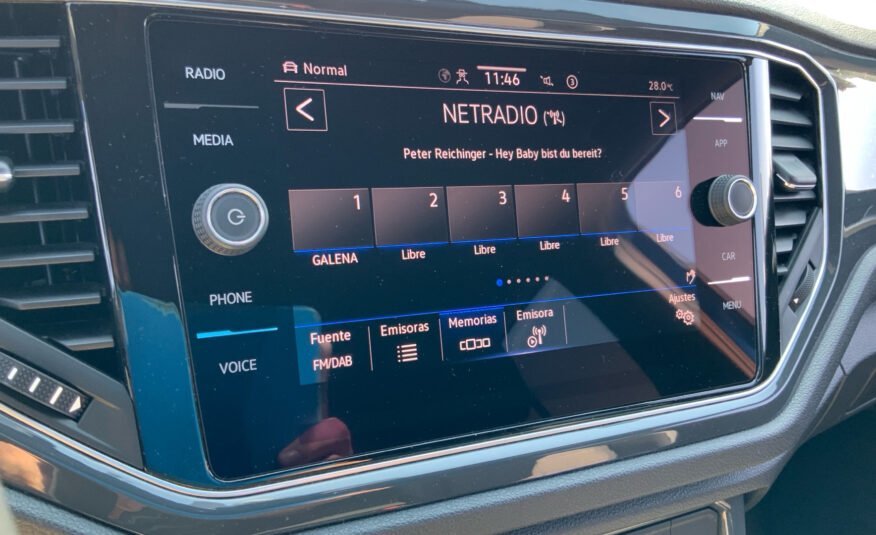 RADIO
MEDIA
PHONE
VOICE
Normal
11:46
3
28.0°C
NETRADIO
Peter Reichinger - Hey Baby bist du bereit?
1 2 3 4 5 6
GALENA Libre Libre Libre Libre Libre
Fuente
FM/DAB
Emisoras
Memorias
Emisora
Ajustes
NAV
APP
CAR
MENU